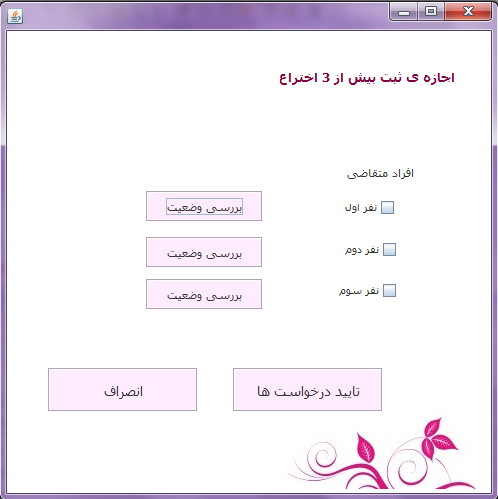 اجازه ی ثبت بیش از 3 اختراع
افراد متقاضی
نفر اول
بررسی وضعیت
نفر دوم
بررسی وضعیت
نفر سوم
بررسی وضعیت
تایید درخواست ها
انصراف